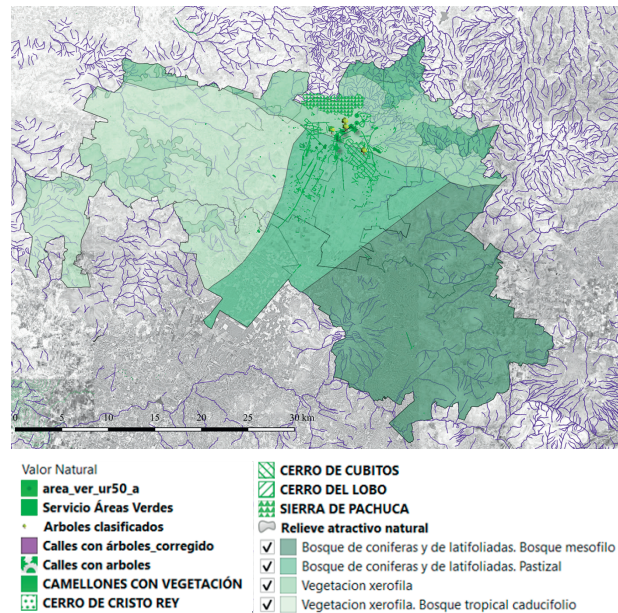 0 5 10 15 20 25 30 km
Valor Natural
area_ver_ur50_a
Servicio Áreas Verdes
Arboles clasificados
Calles con árboles_corregido
Calles con arboles
CAMELLONES CON VEGETACIÓN
CERRO DE CRISTO REY
CERRO DE CUBITOS
CERRO DEL LOBO
SIERRA DE PACHUCA
Relieve atractivo natural
Bosque de coniferas y de latifoliadas. Bosque mesofilo
Bosque de coniferas y de latifoliadas. Pastizal
Vegetacion xerofila
Vegetacion xerofila. Bosque tropical caducifolio